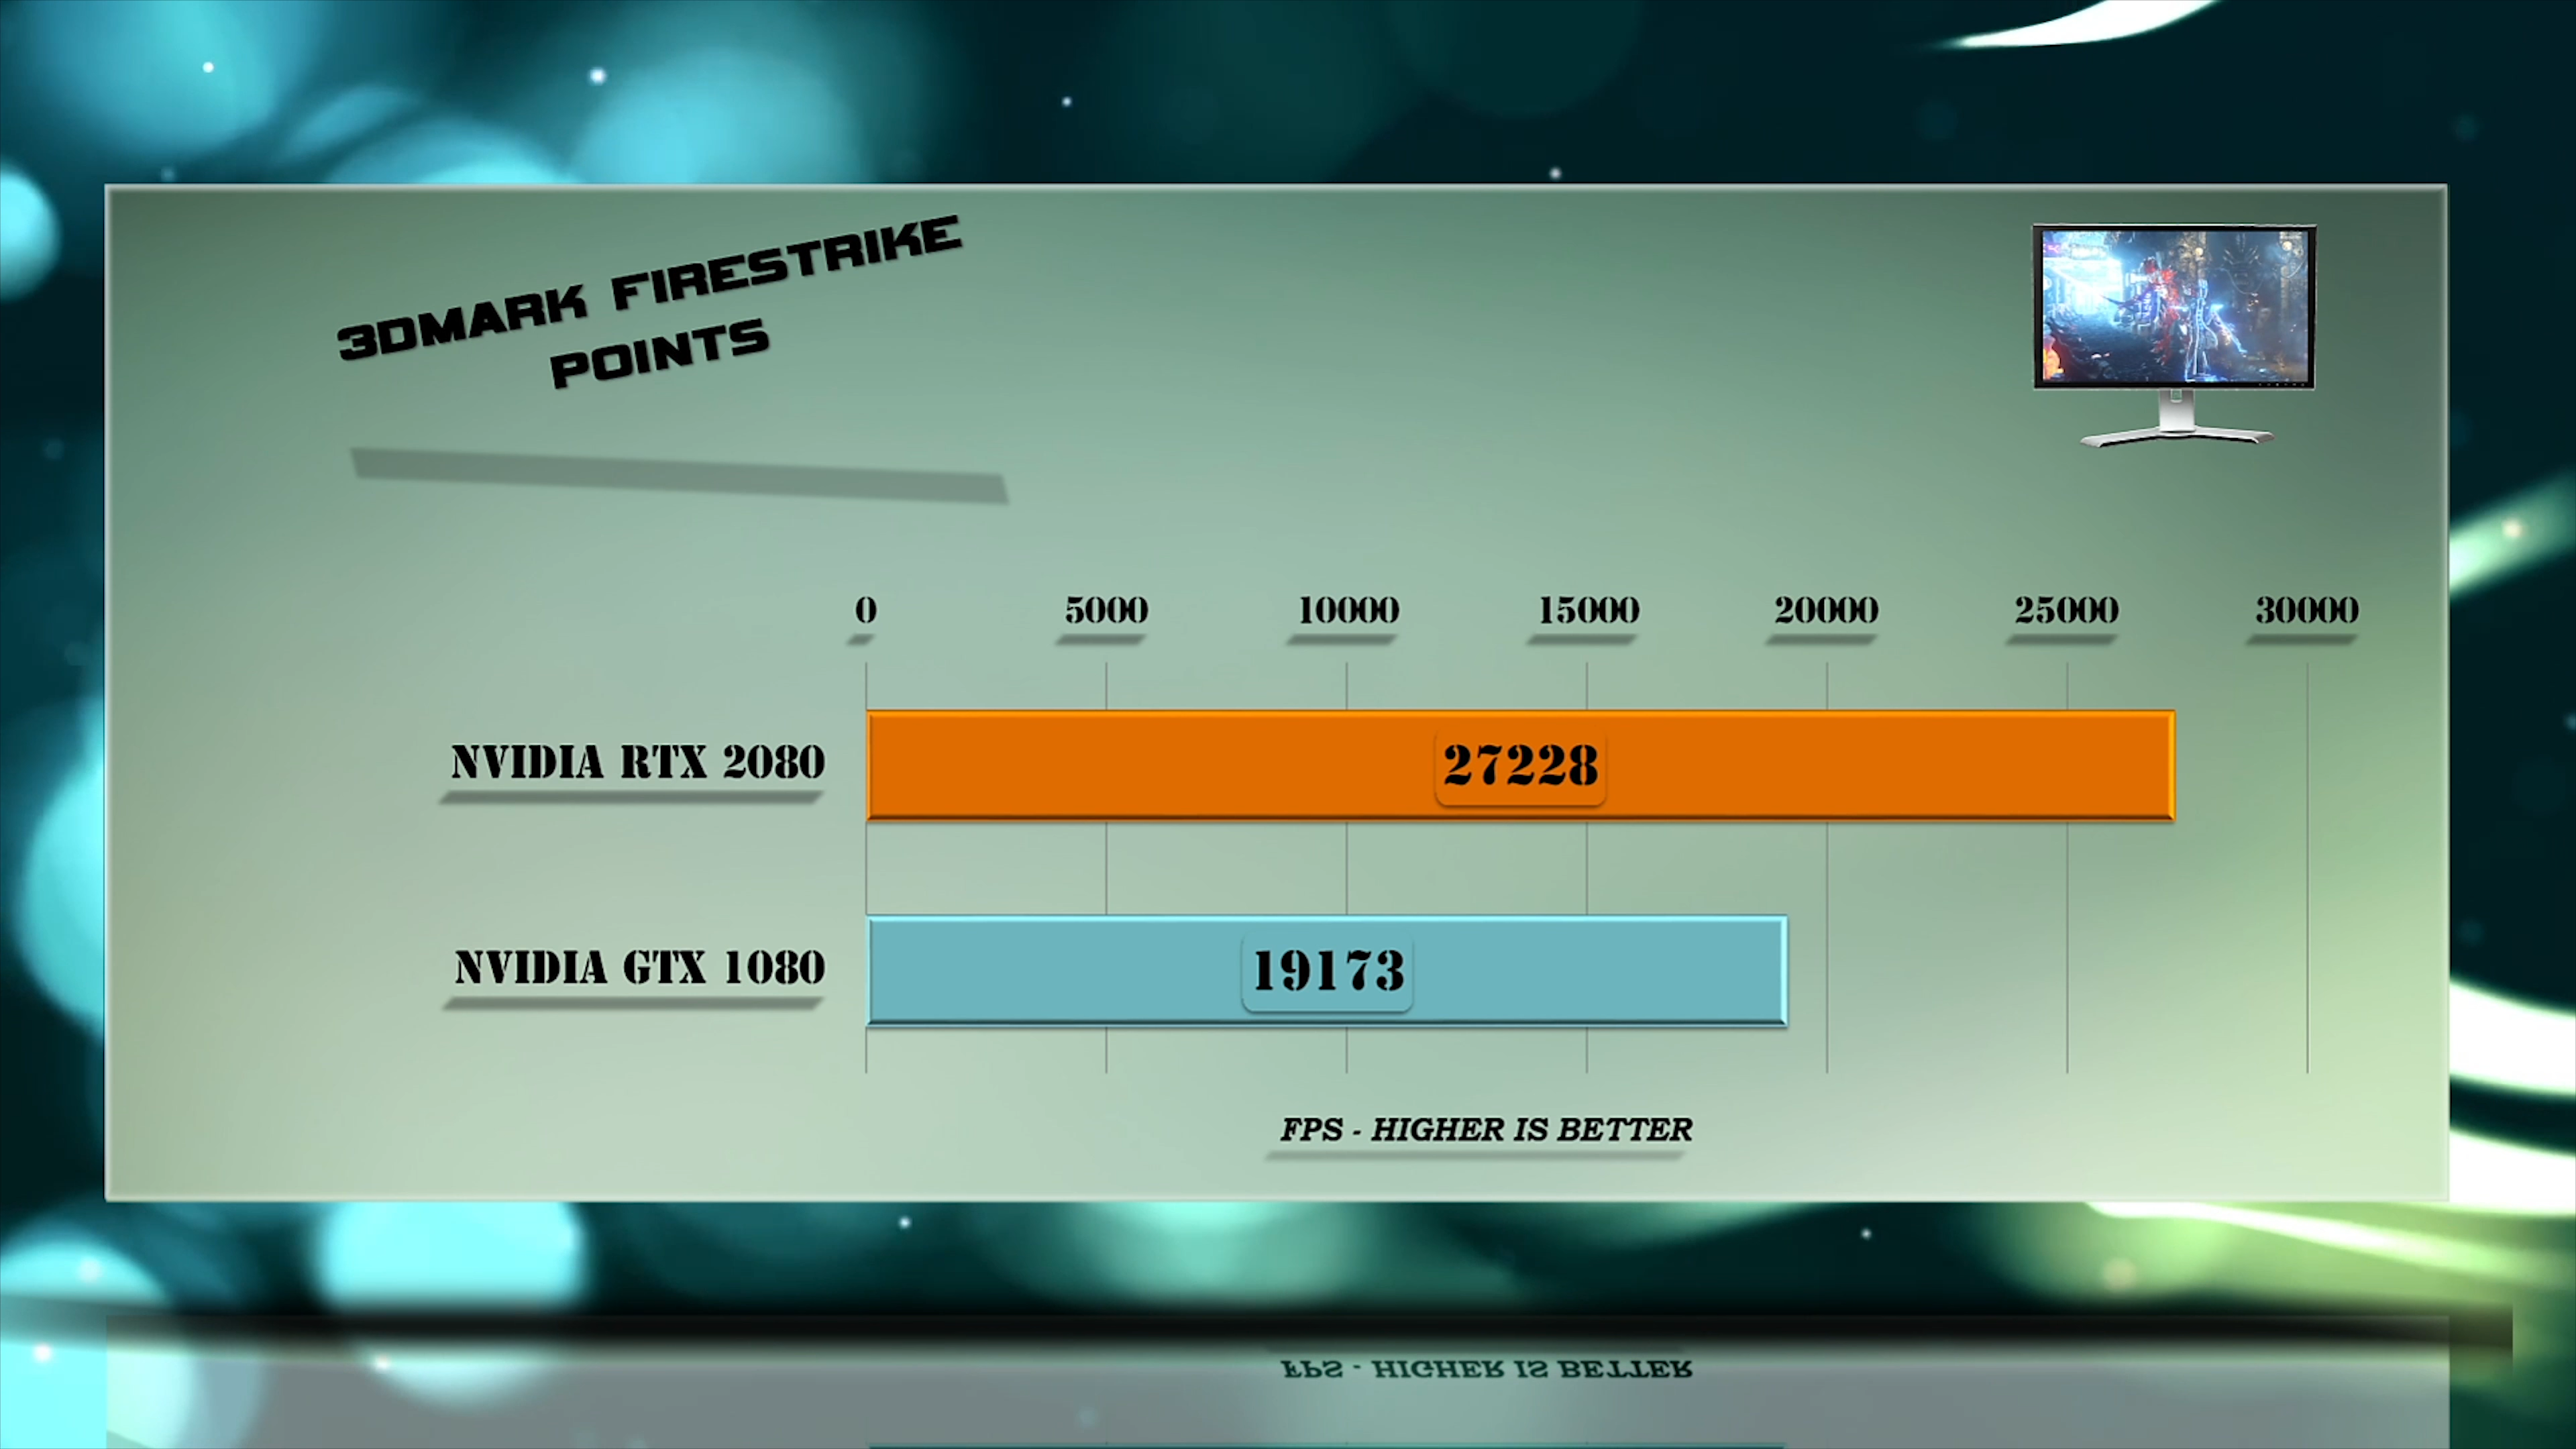 3DMARK FIRESTRIKE
POINTS
0 5000 10000 15000 20000 25000 30000
NVIDIA RTX 2080 27228
NVIDIA GTX 1080 19173
FPS - HIGHER IS BETTER
FPS - HIGHER IS BETTER